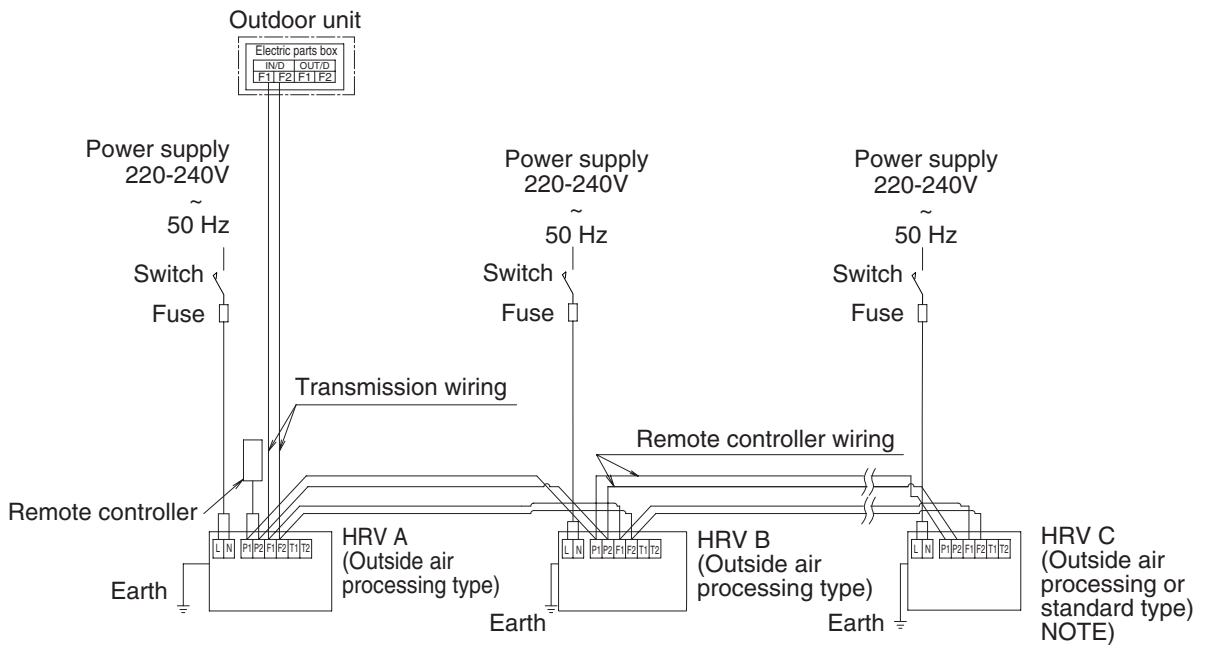 Outdoor unit
Electric parts box
IN/D OUT/D
F1 F2 F1 F2
Power supply
220-240V
~
50 Hz
Switch
Fuse
Power supply
220-240V
~
50 Hz
Switch
Fuse
Power supply
220-240V
~
50 Hz
Switch
Fuse
Transmission wiring
Remote controller wiring
Remote controller
L N P1 P2 F1 F2 T1 T2
HRV A
(Outside air
processing type)
Earth
L N P1 P2 F1 F2 T1 T2
HRV B
(Outside air
processing type)
Earth
L N P1 P2 F1 F2 T1 T2
HRV C
(Outside air
processing or
standard type)
NOTE)
Earth